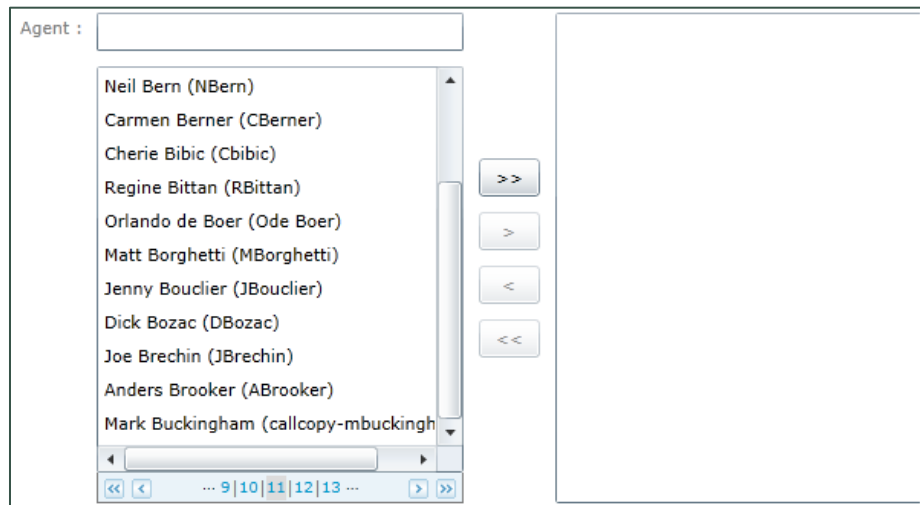 Agent :
Neil Bern (NBern)
Carmen Berner (CBerner)
Cherie Bibic (Cbibic)
Regine Bittan (RBittan)
Orlando de Boer (Ode Boer)
Matt Borghetti (MBorghetti)
Jenny Bouclier (JBouclier)
Dick Bozac (DBozac)
Joe Brechin (JBrechin)
Anders Brooker (ABrooker)
Mark Buckingham (callcopy-mbuckingh
>>
>
<
<<
... 9|10|11|12|13 ...